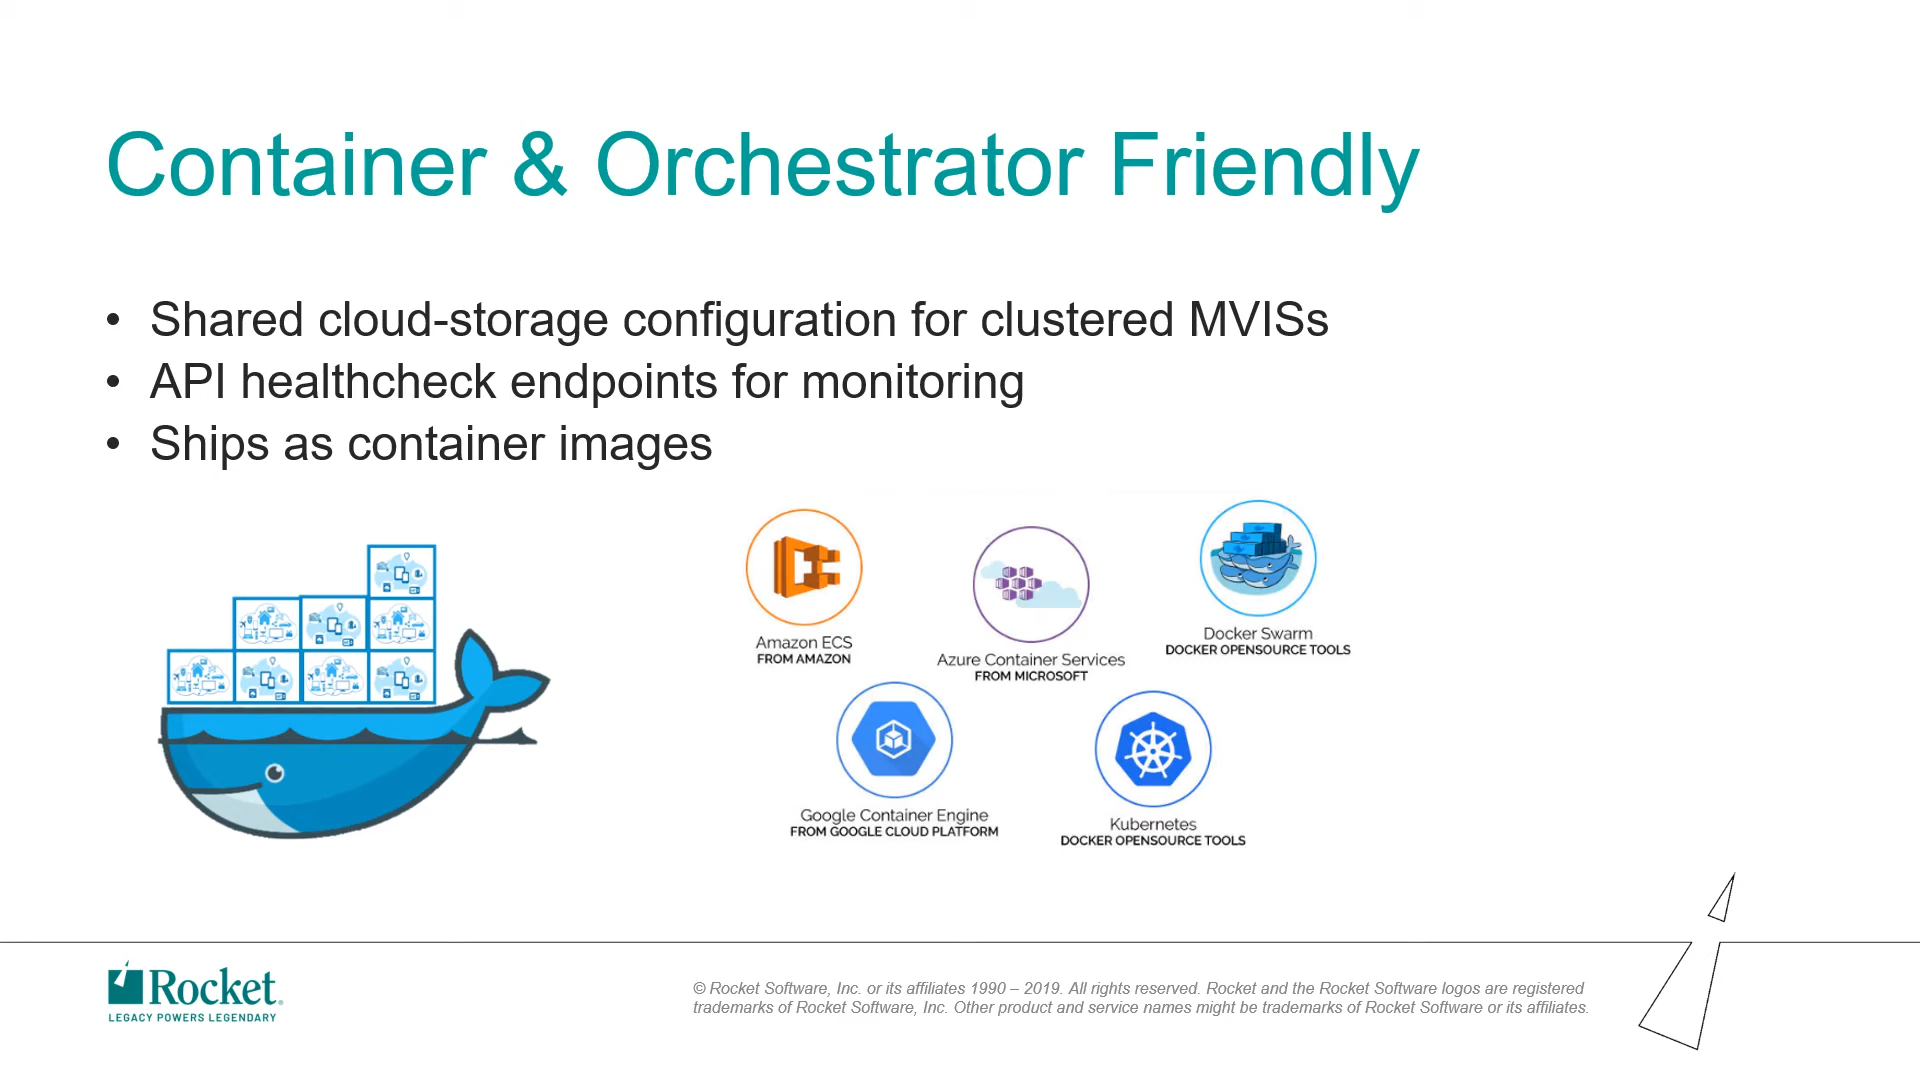 Container & Orchestrator Friendly
• Shared cloud-storage configuration for clustered MVISs
• API healthcheck endpoints for monitoring
• Ships as container images
Amazon ECS
FROM AMAZON
Azure Container Services
FROM MICROSOFT
Docker Swarm
DOCKER OPENSOURCE TOOLS
Google Container Engine
FROM GOOGLE CLOUD PLATFORM
Kubernetes
DOCKER OPENSOURCE TOOLS
Rocket®
LEGACY POWERS LEGENDARY
© Rocket Software, Inc. or its affiliates 1990 – 2019. All rights reserved. Rocket and the Rocket Software logos are registered
trademarks of Rocket Software, Inc. Other product and service names might be trademarks of Rocket Software or its affiliates.